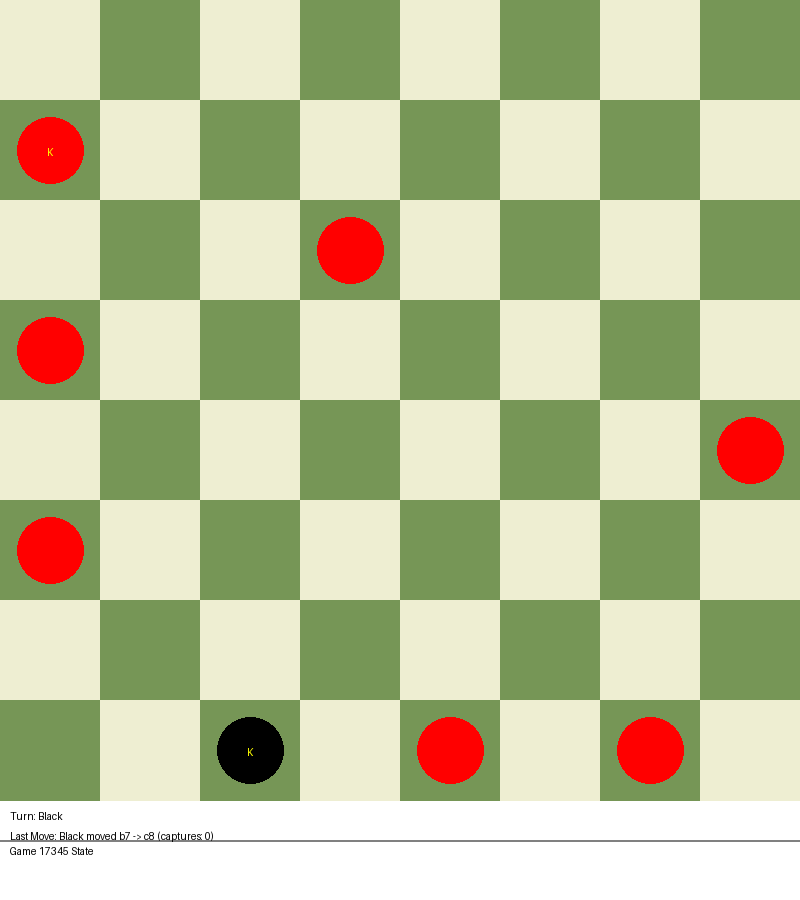 K
K
Turn: Black
Last Move: Black moved b7 -> c8 (captures: 0)
Game 17345 State